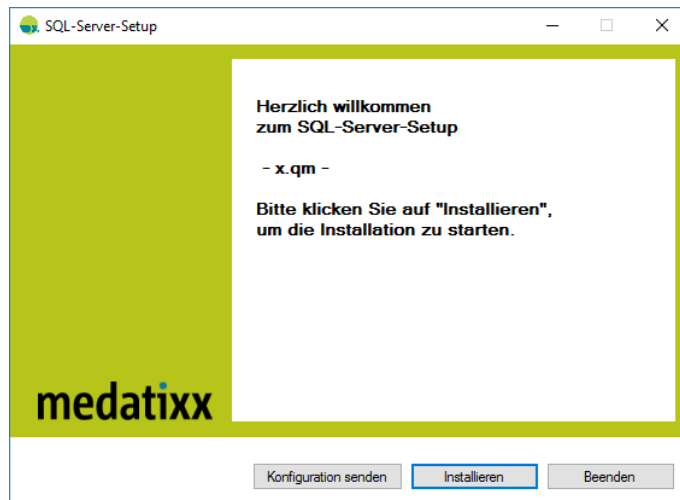 SQL-Server-Setup
Herzlich willkommen
zum SQL-Server-Setup
- x.qm -
Bitte klicken Sie auf "Installieren",
um die Installation zu starten.
medatixx
Konfiguration senden Installieren Beenden